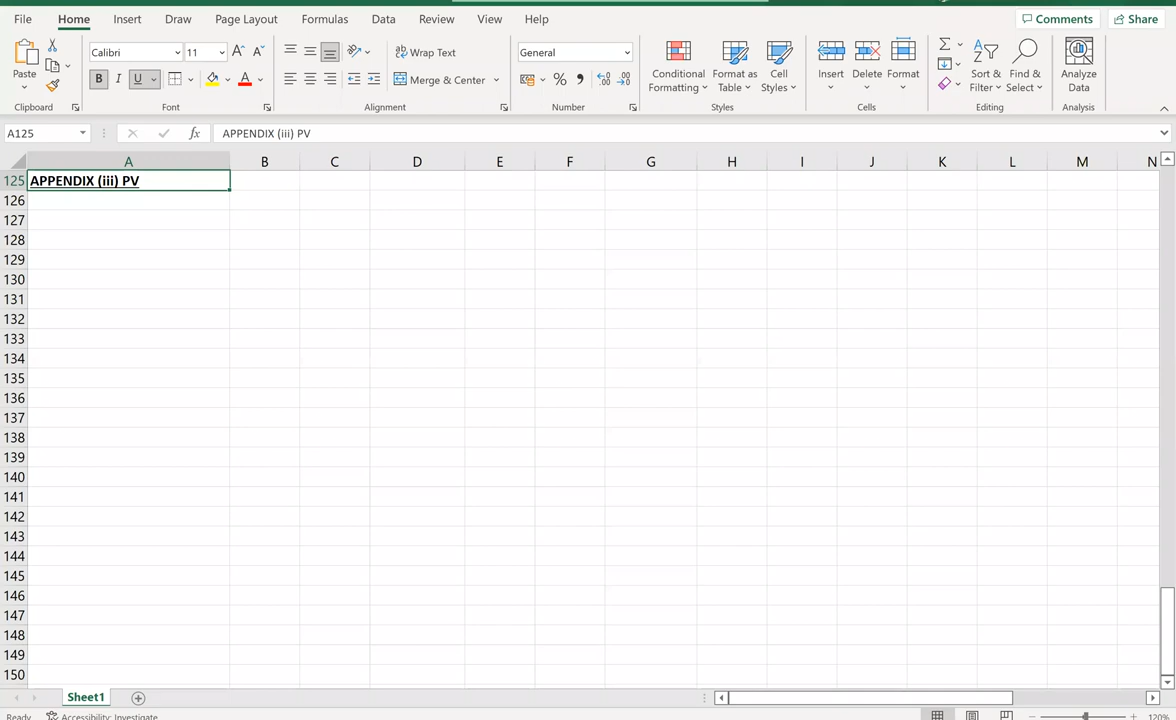 File Home Insert Draw Page Layout Formulas Data Review View Help Comments Share
Calibri 11 Wrap Text General
Paste B I U Merge & Center % , Conditional Formatting Format as Table Cell Styles Insert Delete Format Sort & Filter Find & Select Analyze Data
Clipboard Font Alignment Number Styles Cells Editing Analysis
A125 fx APPENDIX (iii) PV
A B C D E F G H I J K L M N
125 APPENDIX (iii) PV
126
127
128
129
130
131
132
133
134
135
136
137
138
139
140
141
142
143
144
145
146
147
148
149
150
Sheet1
Ready Accessibility: Investigate 120%